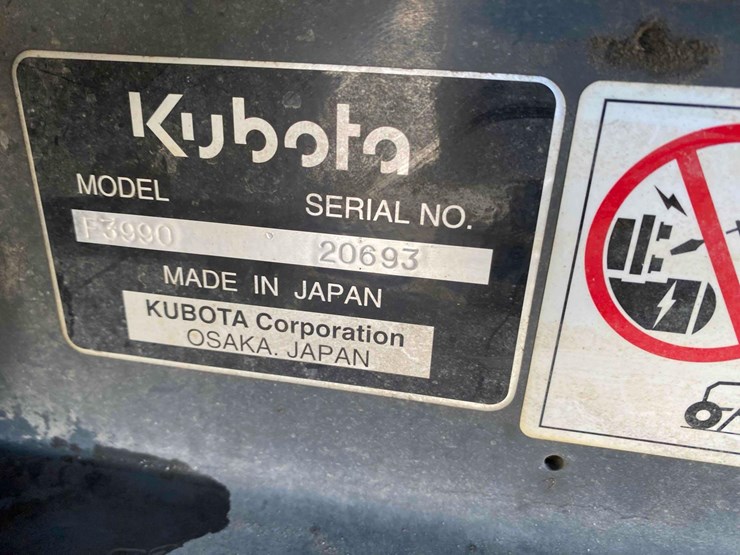 Kubota
MODEL SERIAL NO.
F3990 20693
MADE IN JAPAN
KUBOTA Corporation
OSAKA. JAPAN